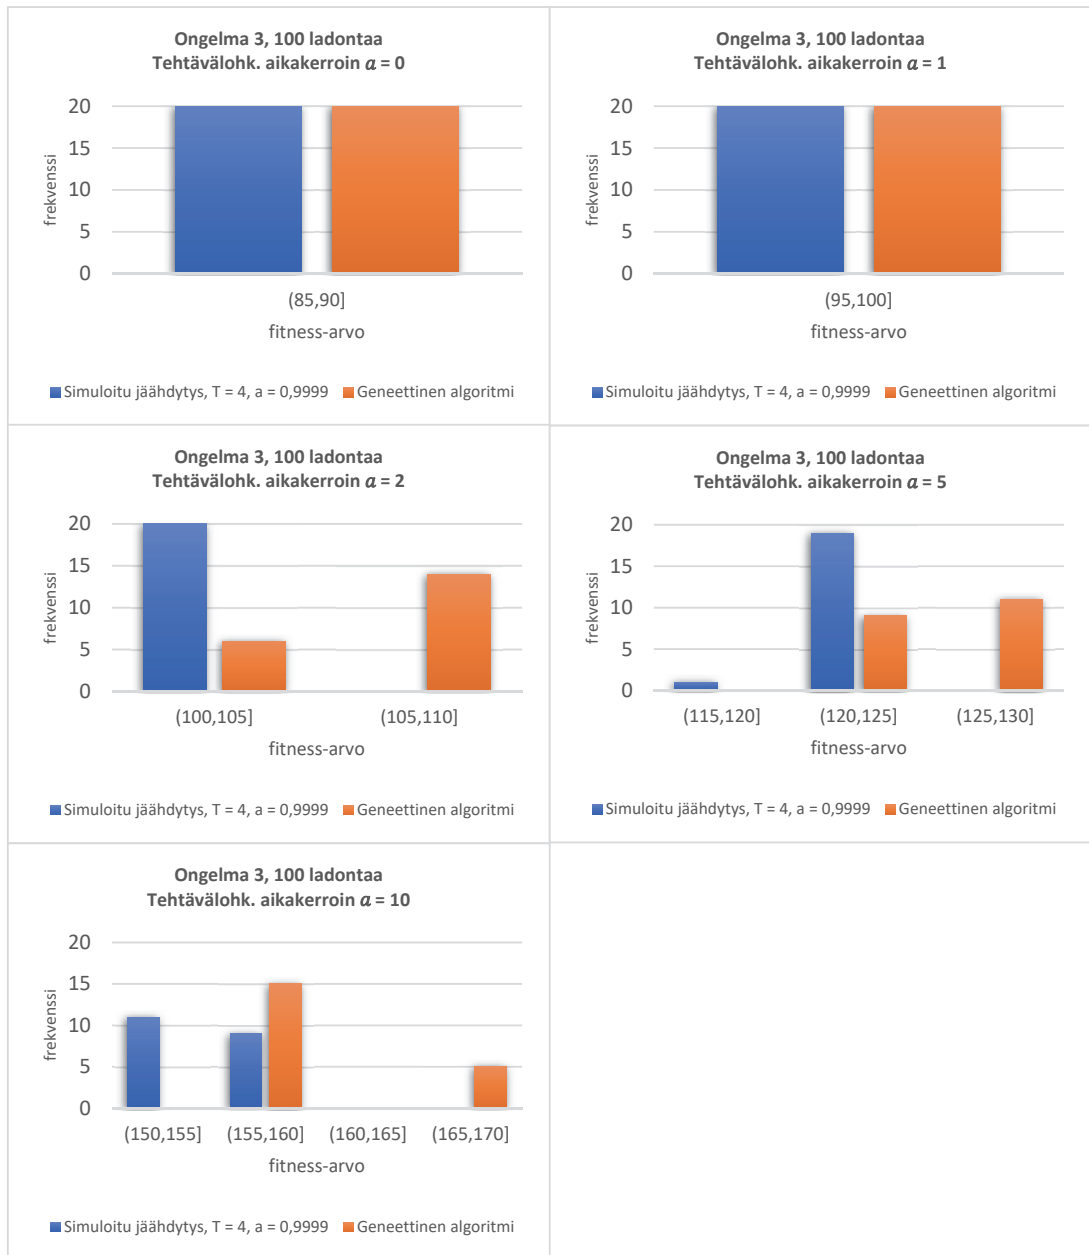 Ongelma 3, 100 ladontaa
Tehtävälohk. aikakerroin a = 0
20
15
10
5
0
frekvenssi
(85,90]
fitness-arvo
Simuloitu jäähdytys, T = 4, a = 0,9999 Geneettinen algoritmi
Ongelma 3, 100 ladontaa
Tehtävälohk. aikakerroin a = 1
20
15
10
5
0
frekvenssi
(95,100]
fitness-arvo
Simuloitu jäähdytys, T = 4, a = 0,9999 Geneettinen algoritmi
Ongelma 3, 100 ladontaa
Tehtävälohk. aikakerroin a = 2
20
15
10
5
0
frekvenssi
(100,105] (105,110]
fitness-arvo
Simuloitu jäähdytys, T = 4, a = 0,9999 Geneettinen algoritmi
Ongelma 3, 100 ladontaa
Tehtävälohk. aikakerroin a = 5
20
15
10
5
0
frekvenssi
(115,120] (120,125] (125,130]
fitness-arvo
Simuloitu jäähdytys, T = 4, a = 0,9999 Geneettinen algoritmi
Ongelma 3, 100 ladontaa
Tehtävälohk. aikakerroin a = 10
20
15
10
5
0
frekvenssi
(150,155] (155,160] (160,165] (165,170]
fitness-arvo
Simuloitu jäähdytys, T = 4, a = 0,9999 Geneettinen algoritmi